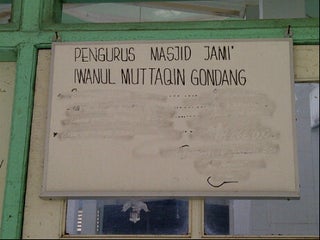 PENGURUS MASJID JAMI'
IWANUL MUTTAQIN GONDANG